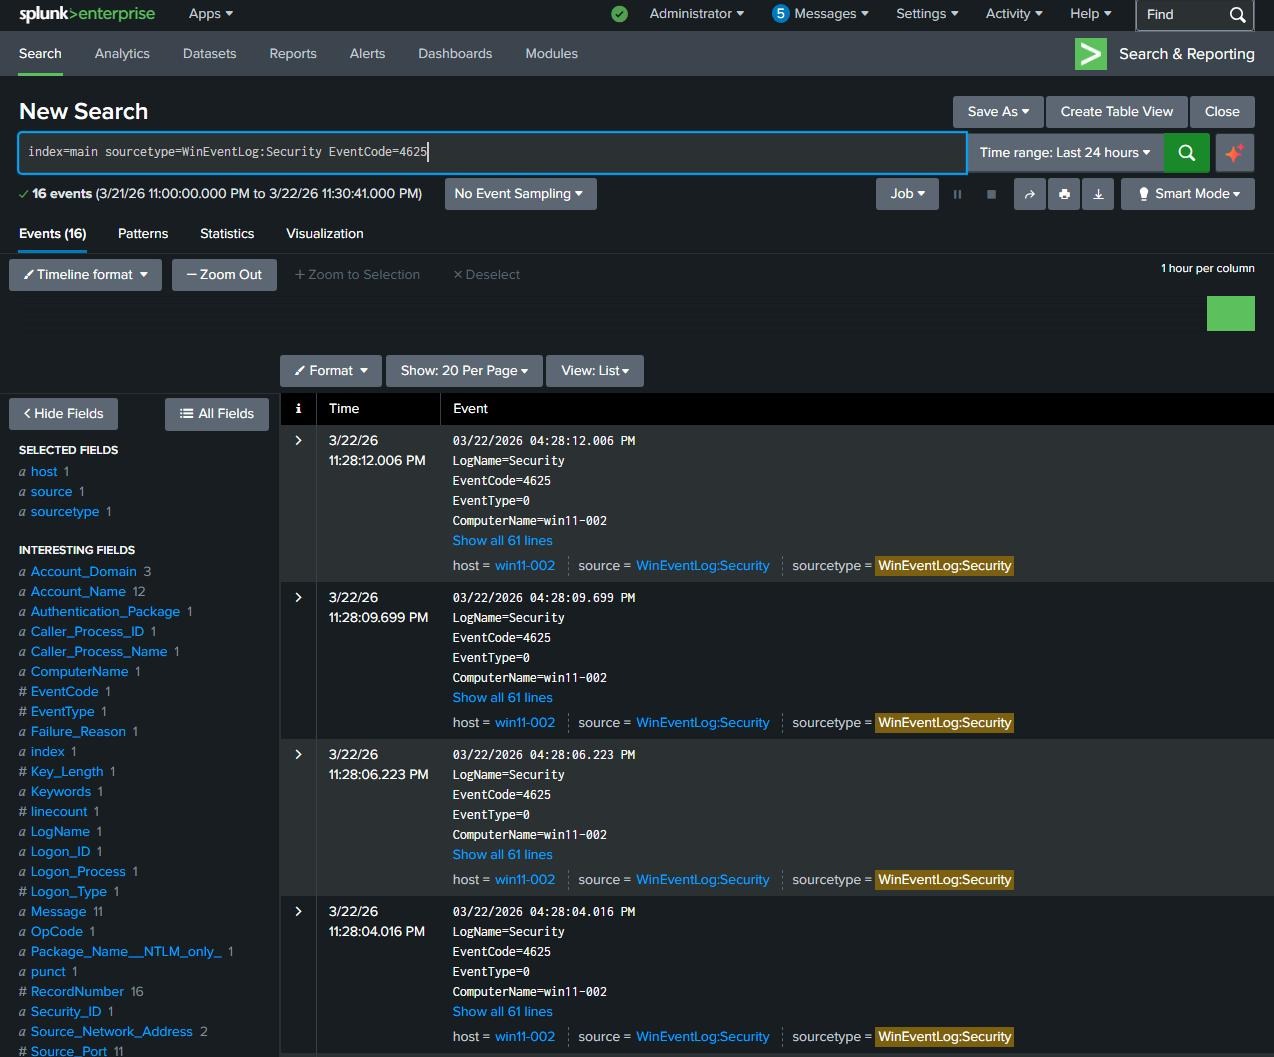 splunk>enterprise Apps Administrator 5 Messages Settings Activity Help Find
Search Analytics Datasets Reports Alerts Dashboards Modules Search & Reporting
New Search Save As Create Table View Close
index=main sourcetype=WinEventLog:Security EventCode=4625 Time range: Last 24 hours
16 events (3/21/26 11:00:00.000 PM to 3/22/26 11:30:41.000 PM) No Event Sampling Job Smart Mode
Events (16) Patterns Statistics Visualization
Timeline format — Zoom Out + Zoom to Selection × Deselect 1 hour per column
Format Show: 20 Per Page View: List
< Hide Fields All Fields
SELECTED FIELDS
a host 1
a source 1
a sourcetype 1
INTERESTING FIELDS
a Account_Domain 3
a Account_Name 12
a Authentication_Package 1
a Caller_Process_ID 1
a Caller_Process_Name 1
a ComputerName 1
# EventCode 1
# EventType 1
a Failure_Reason 1
a index 1
# Key_Length 1
a Keywords 1
# linecount 1
a LogName 1
a Logon_ID 1
a Logon_Process 1
# Logon_Type 1
a Message 11
a OpCode 1
a Package_Name__NTLM_only_ 1
a punct 1
# RecordNumber 16
a Security_ID 1
a Source_Network_Address 2
# Source_Port 11
i Time Event
3/22/26
11:28:12.006 PM
03/22/2026 04:28:12.006 PM
LogName=Security
EventCode=4625
EventType=0
ComputerName=win11-002
Show all 61 lines
host = win11-002 source = WinEventLog:Security sourcetype = WinEventLog:Security
3/22/26
11:28:09.699 PM
03/22/2026 04:28:09.699 PM
LogName=Security
EventCode=4625
EventType=0
ComputerName=win11-002
Show all 61 lines
host = win11-002 source = WinEventLog:Security sourcetype = WinEventLog:Security
3/22/26
11:28:06.223 PM
03/22/2026 04:28:06.223 PM
LogName=Security
EventCode=4625
EventType=0
ComputerName=win11-002
Show all 61 lines
host = win11-002 source = WinEventLog:Security sourcetype = WinEventLog:Security
3/22/26
11:28:04.016 PM
03/22/2026 04:28:04.016 PM
LogName=Security
EventCode=4625
EventType=0
ComputerName=win11-002
Show all 61 lines
host = win11-002 source = WinEventLog:Security sourcetype = WinEventLog:Security